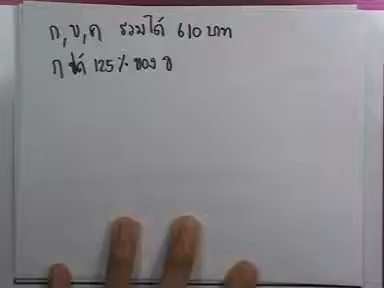 ก, ข, ค รวมได้ 610 บาท
ก ได้ 125 % ของ ข